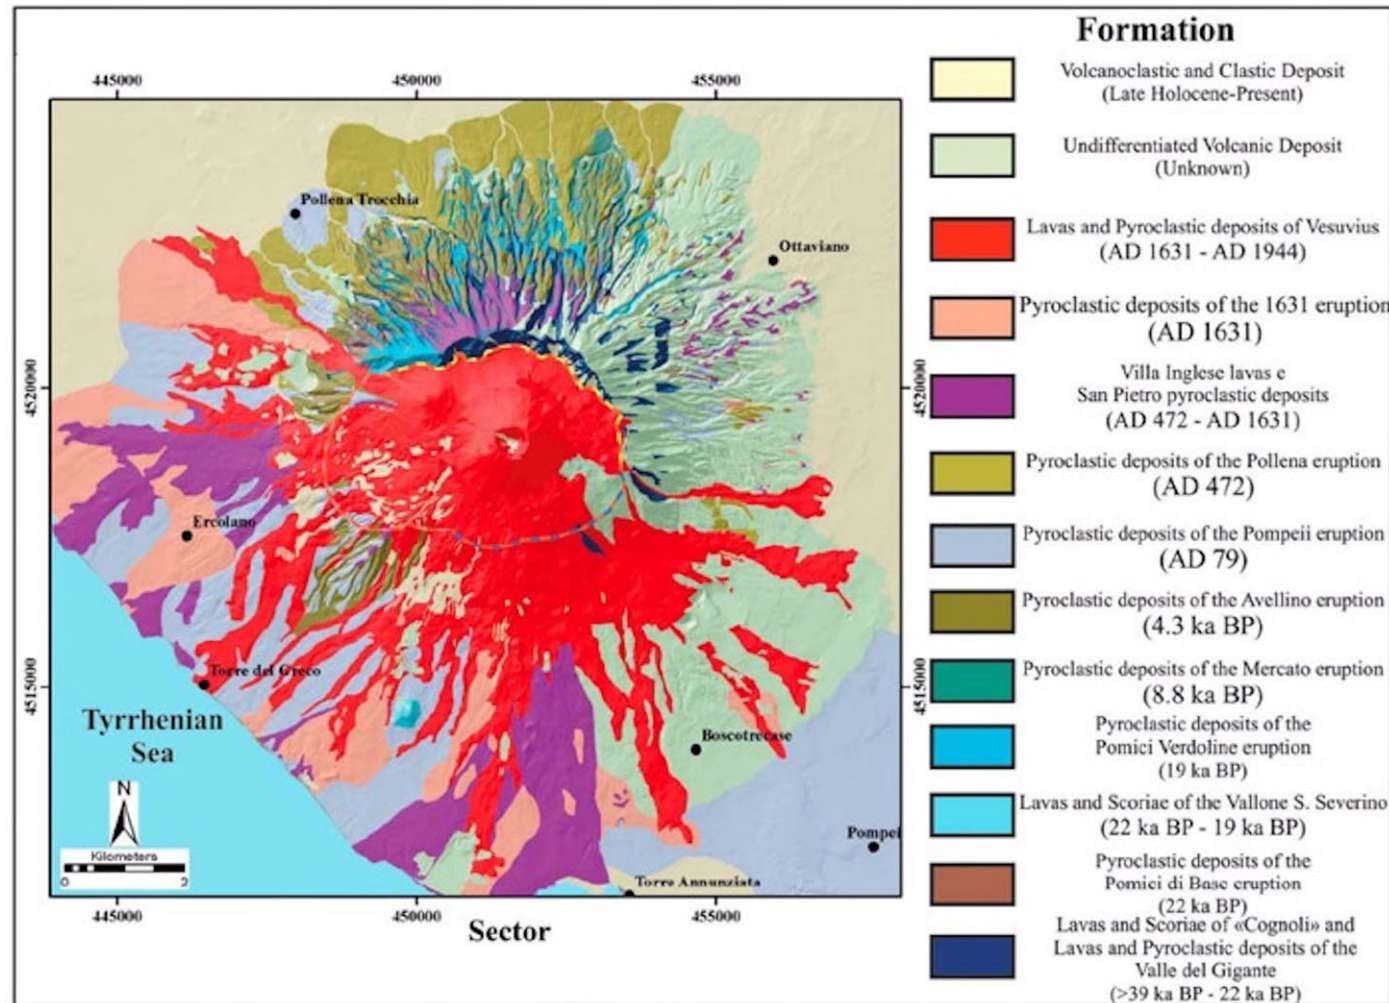 Formation
Volcanoclastic and Clastic Deposit
(Late Holocene-Present)
Undifferentiated Volcanic Deposit
(Unknown)
Lavas and Pyroclastic deposits of Vesuvius
(AD 1631 - AD 1944)
Pyroclastic deposits of the 1631 eruption
(AD 1631)
Villa Inglese lavas e
San Pietro pyroclastic deposits
(AD 472 - AD 1631)
Pyroclastic deposits of the Pollena eruption
(AD 472)
Pyroclastic deposits of the Pompeii eruption
(AD 79)
Pyroclastic deposits of the Avellino eruption
(4.3 ka BP)
Pyroclastic deposits of the Mercato eruption
(8.8 ka BP)
Pyroclastic deposits of the
Pomici Verdoline eruption
(19 ka BP)
Lavas and Scoriae of the Vallone S. Severino
(22 ka BP - 19 ka BP)
Pyroclastic deposits of the
Pomici di Base eruption
(22 ka BP)
Lavas and Scoriae of «Cognoli» and
Lavas and Pyroclastic deposits of the
Valle del Gigante
(>39 ka BP - 22 ka BP)
445000 450000 455000
4520000 4520000
4515000 4515000
Pollena Trocchia
Ottaviano
Ercolano
Torre del Greco
Tyrrhenian
Sea
Boscotrecase
Pompei
Torre Annunziata
N
Kilometers
0 2
445000 450000 455000
Sector